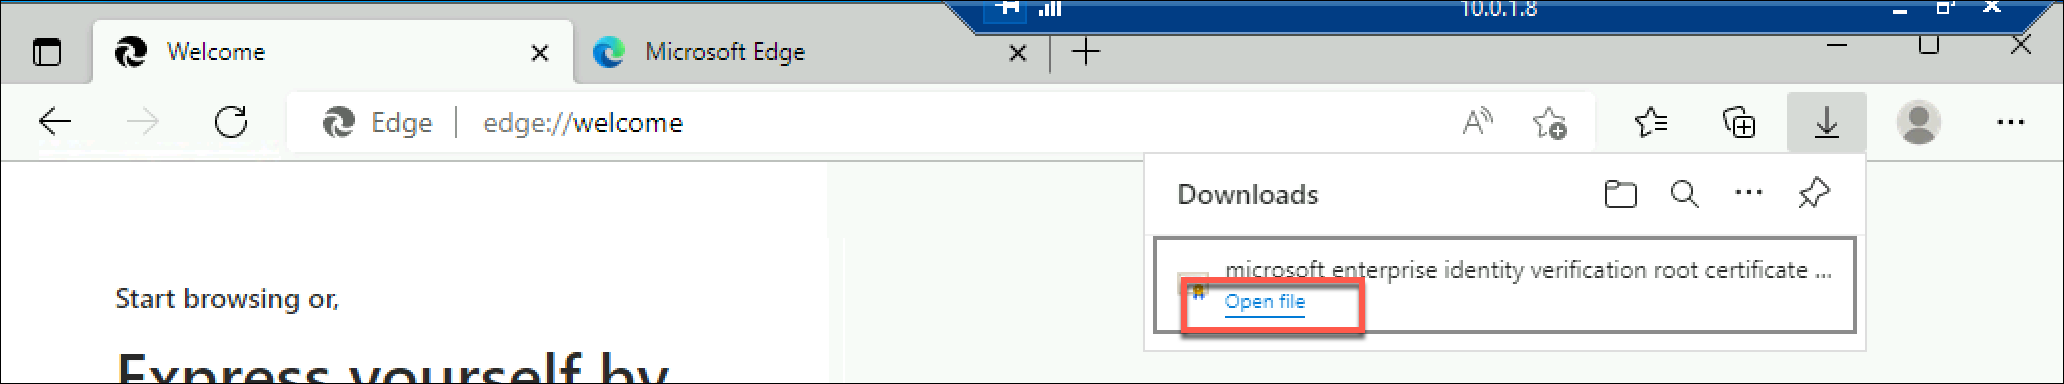 10.0.1.8
Welcome
Microsoft Edge
Edge
edge://welcome
A
Downloads
microsoft enterprise identity verification root certificate ...
Open file
Start browsing or,
Express yourself by